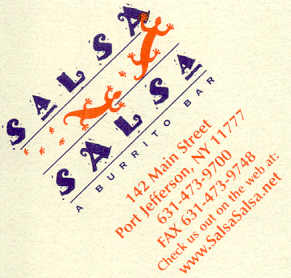 SALSA
SALSA
A BURRITO BAR
142 Main Street
Port Jefferson, NY 11777
631-473-9700
FAX 631-473-9748
Check us out on the web at:
www.SalsaSalsa.net